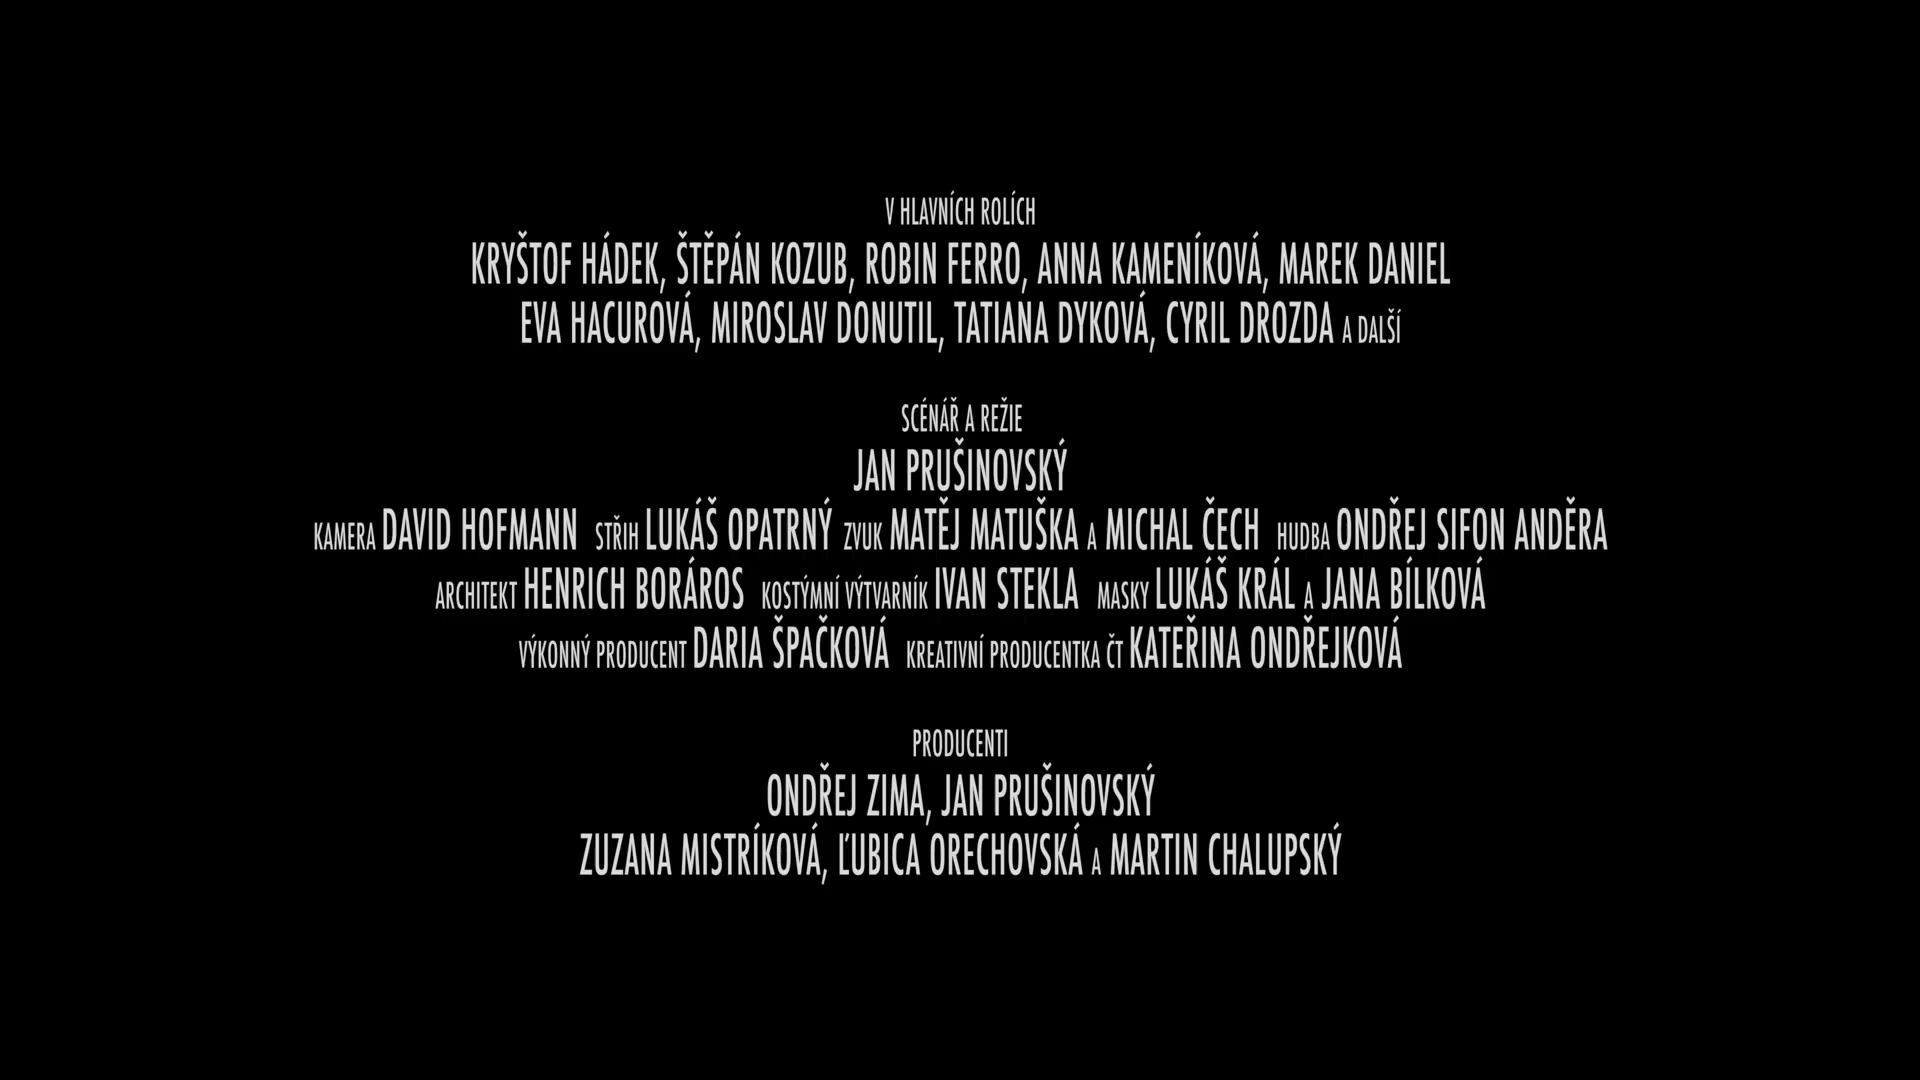 V HLAVNÍCH ROLÍCH
KRYŠTOF HÁDEK, ŠTĚPÁN KOZUB, ROBIN FERRO, ANNA KAMENÍKOVÁ, MAREK DANIEL
EVA HACUROVÁ, MIROSLAV DONUTIL, TATIANA DYKOVÁ, CYRIL DROZDA A DALŠÍ
SCÉNÁŘ A REŽIE
JAN PRUŠINOVSKÝ
KAMERA DAVID HOFMANN STŘIH LUKÁŠ OPATRNÝ ZVUK MATĚJ MATUŠKA A MICHAL ČECH HUDBA ONDŘEJ SIFON ANDĚRA
ARCHITEKT HENRICH BORÁROS KOSTÝMNÍ VÝTVARNÍK IVAN STEKLA MASKY LUKÁŠ KRÁL A JANA BÍLKOVÁ
VÝKONNÝ PRODUCENT DARIA ŠPAČKOVÁ KREATIVNÍ PRODUCENTKA ČT KATEŘINA ONDŘEJKOVÁ
PRODUCENTI
ONDŘEJ ZIMA, JAN PRUŠINOVSKÝ
ZUZANA MISTRÍKOVÁ, ĽUBICA ORECHOVSKÁ A MARTIN CHALUPSKÝ